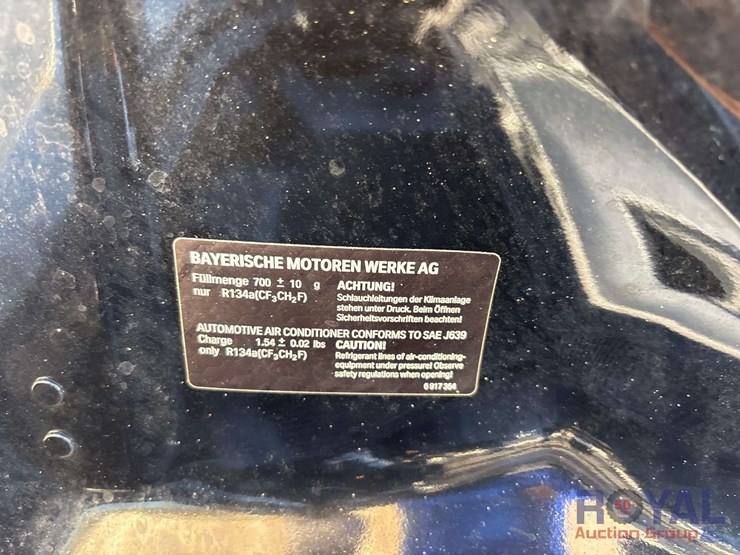 BAYERISCHE MOTOREN WERKE AG
Füllmenge 700 ± 10 g
nur R134a(CF₃CH₂F)
ACHTUNG!
Schlauchleitungen der Klimaanlage
stehen unter Druck. Beim Öffnen
Sicherheitsvorschriften beachten!
AUTOMOTIVE AIR CONDITIONER CONFORMS TO SAE J639
Charge 1.54 ± 0.02 lbs
only R134a(CF₃CH₂F)
CAUTION!
Refrigerant lines of air-conditioning-
equipment under pressure! Observe
safety regulations when opening!
6 917 364
ROYAL
Auction Group